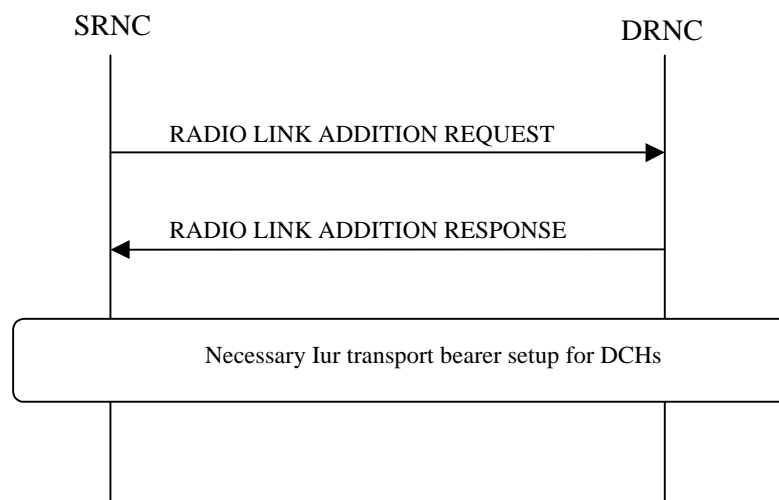 SRNC
DRNC
RADIO LINK ADDITION REQUEST
RADIO LINK ADDITION RESPONSE
Necessary Iur transport bearer setup for DCHs